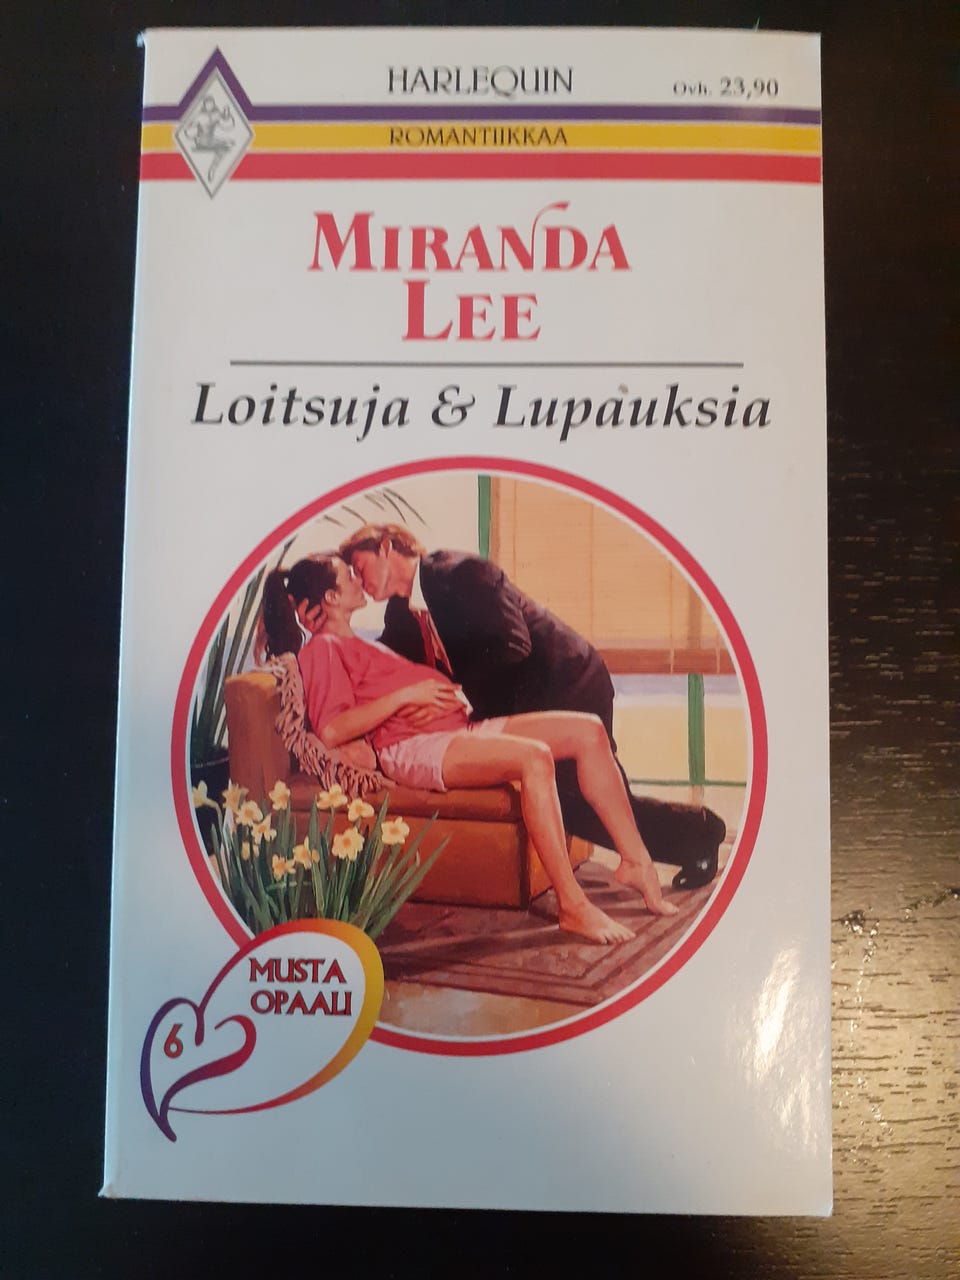 HARLEQUIN
Ovh. 23,90
ROMANTIIKKAA
MIRANDA
LEE
Loitsuja & Lupauksia
MUSTA
OPAALI
6